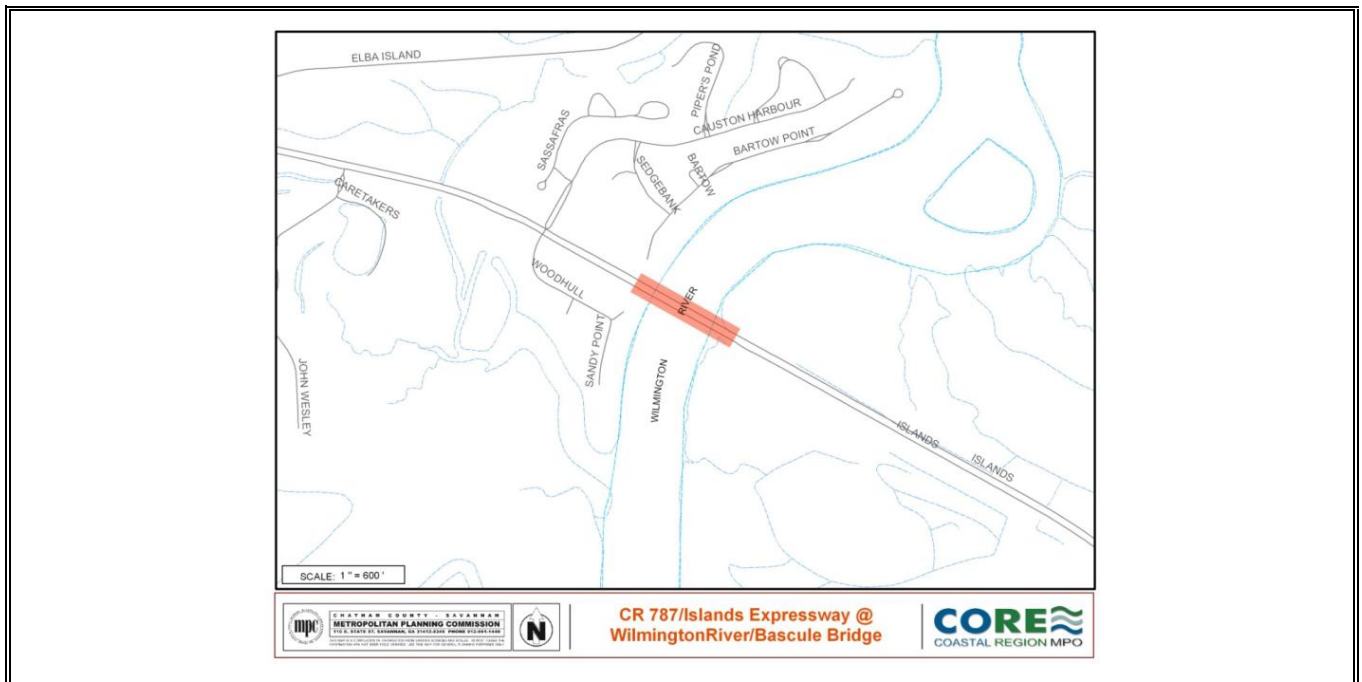 ELBA ISLAND
PIPER'S POND
CAUSTON HARBOUR
SASSAFRAS
BARTOW POINT
BARTOW
SEDGEBANK
CARETAKERS
WOODHULL
RIVER
SANDY POINT
WILMINGTON
JOHN WESLEY
ISLANDS
ISLANDS
SCALE: 1 " = 600 '
mpc
CHATHAM COUNTY - SAVANNAH
METROPOLITAN PLANNING COMMISSION
N
CR 787/Islands Expressway @
WilmingtonRiver/Bascule Bridge
CORE
COASTAL REGION MPO